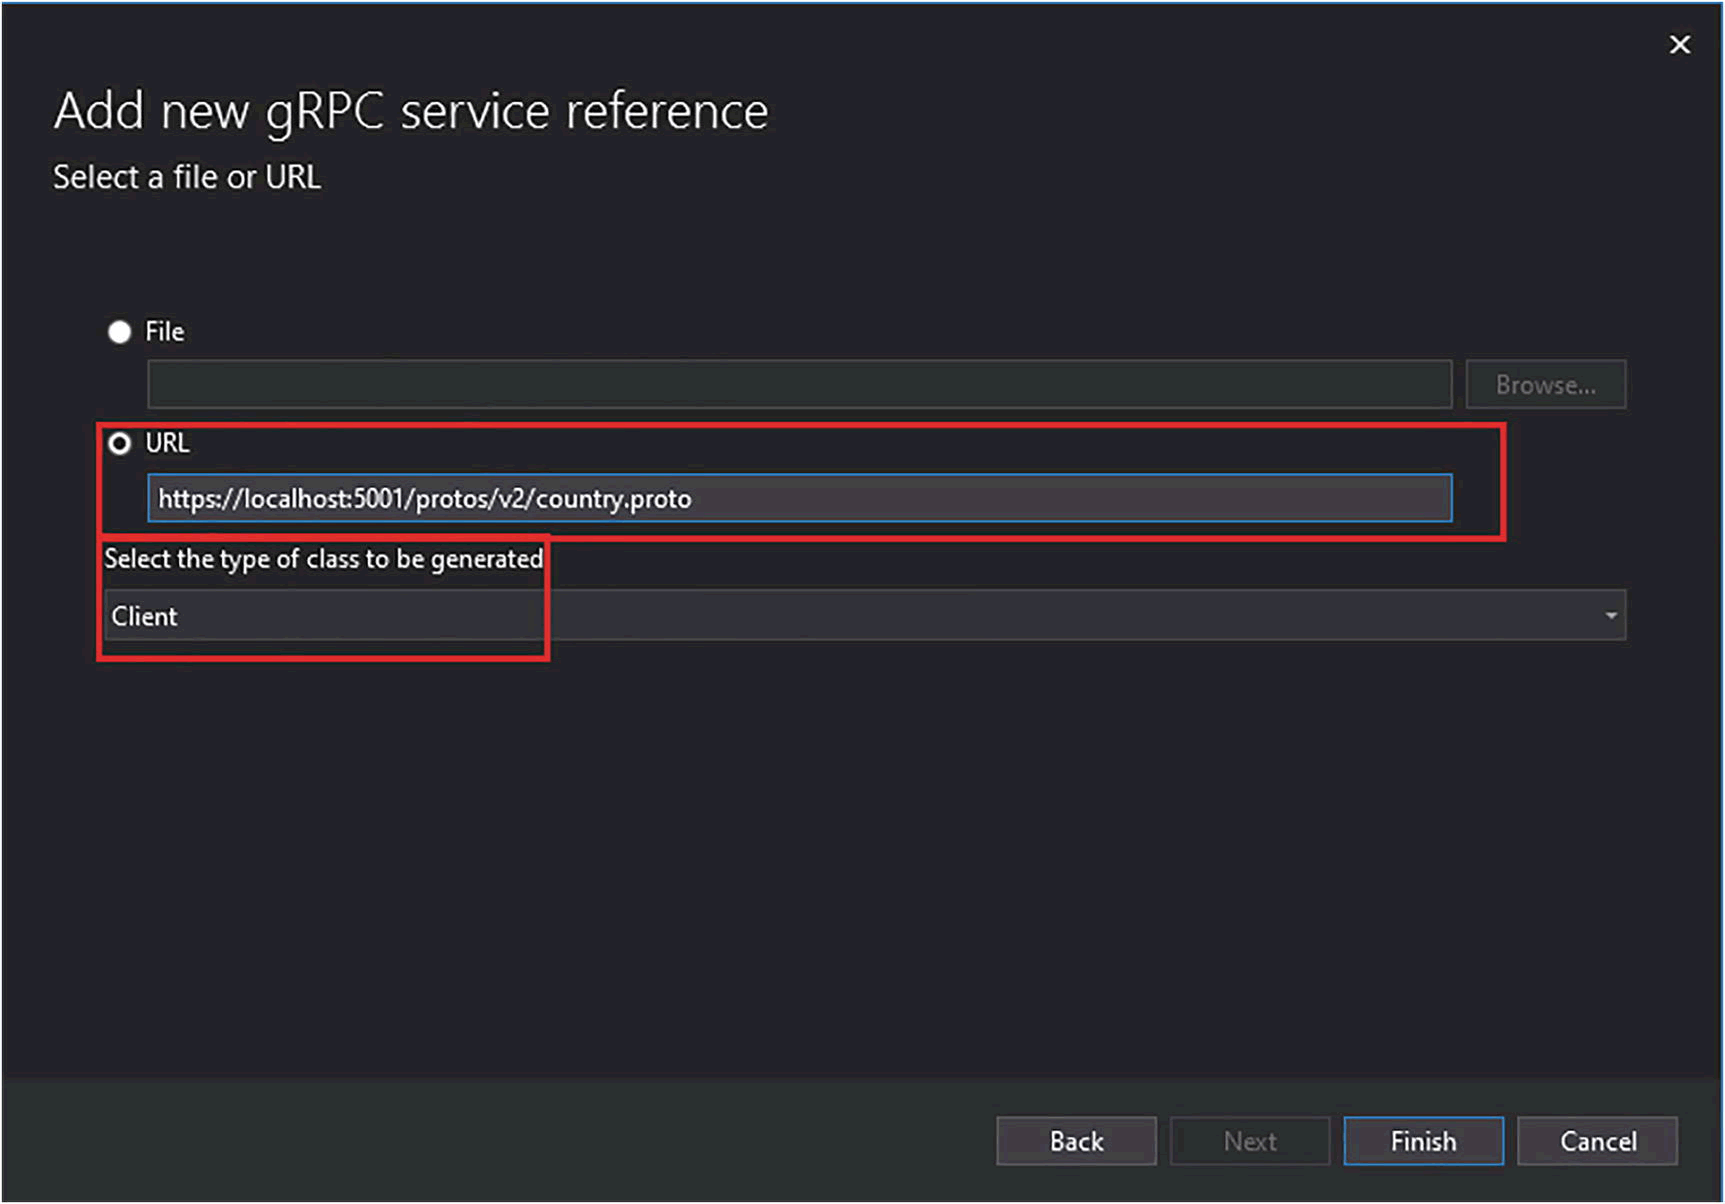 Add new gRPC service reference
Select a file or URL
File
Browse...
URL
https://localhost:5001/protos/v2/country.proto
Select the type of class to be generated
Client
Back Next Finish Cancel